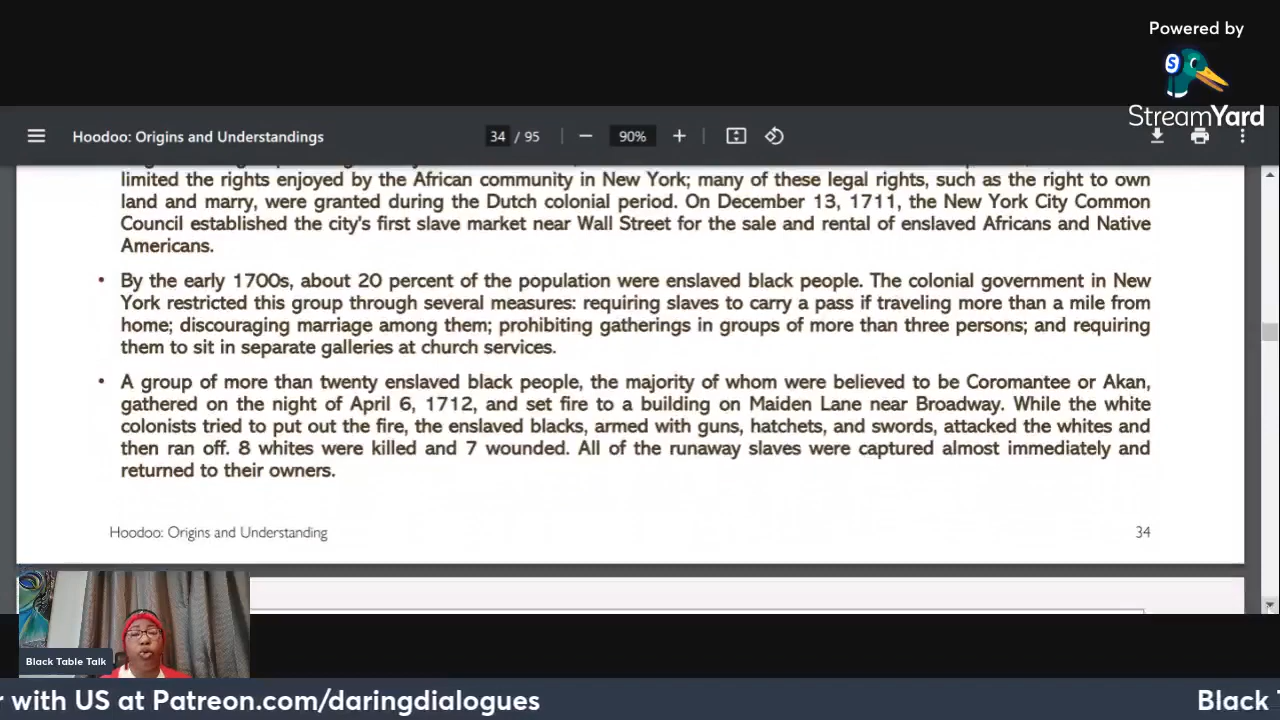 Powered by
S
StreamYard
Hoodoo: Origins and Understandings
34 / 95
90%
limited the rights enjoyed by the African community in New York; many of these legal rights, such as the right to own
land and marry, were granted during the Dutch colonial period. On December 13, 1711, the New York City Common
Council established the city's first slave market near Wall Street for the sale and rental of enslaved Africans and Native
Americans.
• By the early 1700s, about 20 percent of the population were enslaved black people. The colonial government in New
York restricted this group through several measures: requiring slaves to carry a pass if traveling more than a mile from
home; discouraging marriage among them; prohibiting gatherings in groups of more than three persons; and requiring
them to sit in separate galleries at church services.
• A group of more than twenty enslaved black people, the majority of whom were believed to be Coromantee or Akan,
gathered on the night of April 6, 1712, and set fire to a building on Maiden Lane near Broadway. While the white
colonists tried to put out the fire, the enslaved blacks, armed with guns, hatchets, and swords, attacked the whites and
then ran off. 8 whites were killed and 7 wounded. All of the runaway slaves were captured almost immediately and
returned to their owners.
Hoodoo: Origins and Understanding
34
Black Table Talk
with US at Patreon.com/daringdialogues
Black